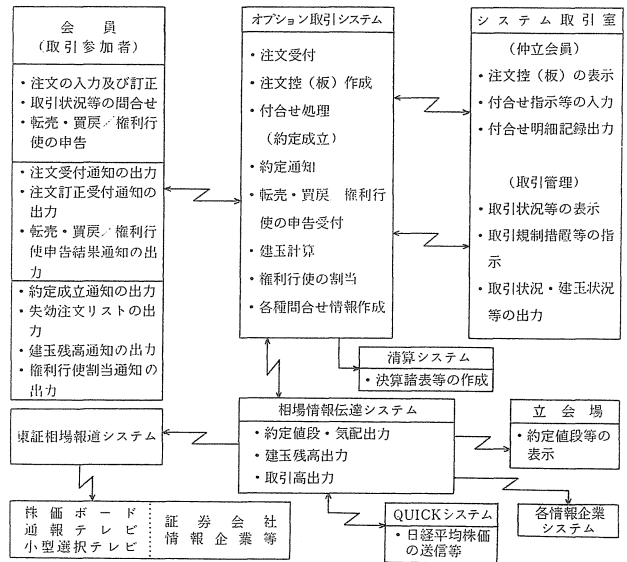 会員
(取引参加者)
・注文の入力及び訂正
・取引状況等の問合せ
・転売・買戻／権利行
使の申告
・注文受付通知の出力
・注文訂正受付通知の
出力
・転売・買戻／権利行
使申告結果通知の出
力
・約定成立通知の出力
・失効注文リストの出
力
・建玉残高通知の出力
・権利行使割当通知の
出力
オプション取引システム
・注文受付
・注文控（板）作成
・付合せ処理
（約定成立）
・約定通知
・転売・買戻 権利行
使の申告受付
・建玉計算
・権利行使の割当
・各種問合せ情報作成
システム取引室
（仲立会員）
・注文控（板）の表示
・付合せ指示等の入力
・付合せ明細記録出力
（取引管理）
・取引状況等の表示
・取引規制措置等の指
示
・取引状況・建玉状況
等の出力
清算システム
・決算諸表等の作成
相場情報伝達システム
・約定値段・気配出力
・建玉残高出力
・取引高出力
立会場
・約定値段等の
表示
東証相場報道システム
株価ボード
通報テレビ
小型選択テレビ
証券会社
情報企業等
QUICKシステム
・日経平均株価
の送信等
各情報企業
システム